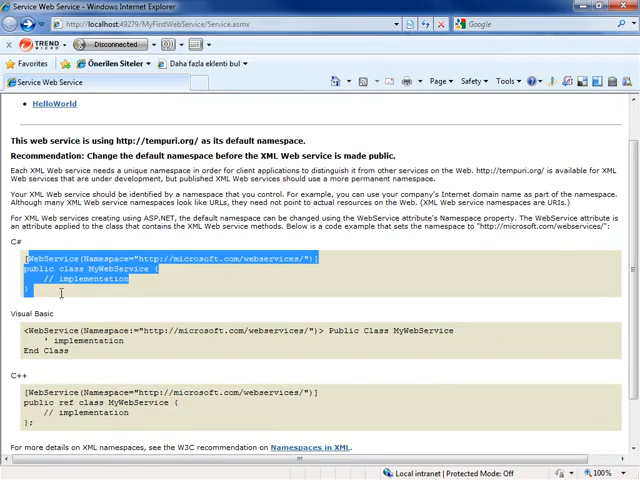 Service Web Service - Windows Internet Explorer
http://localhost:49279/MyFirstWebService/Service.asmx
Google
TREND MICRO Disconnected
Favorites Önerilen Siteler Daha fazla eklenti bul
Service Web Service
Page Safety Tools
HelloWorld
This web service is using http://tempuri.org/ as its default namespace.
Recommendation: Change the default namespace before the XML Web service is made public.
Each XML Web service needs a unique namespace in order for client applications to distinguish it from other services on the Web. http://tempuri.org/ is available for XML
Web services that are under development, but published XML Web services should use a more permanent namespace.
Your XML Web service should be identified by a namespace that you control. For example, you can use your company's Internet domain name as part of the namespace.
Although many XML Web service namespaces look like URLs, they need not point to actual resources on the Web. (XML Web service namespaces are URIs.)
For XML Web services creating using ASP.NET, the default namespace can be changed using the WebService attribute's Namespace property. The WebService attribute is
an attribute applied to the class that contains the XML Web service methods. Below is a code example that sets the namespace to "http://microsoft.com/webservices/":
C#
[WebService(Namespace="http://microsoft.com/webservices/")]
public class MyWebService {
// implementation
}
Visual Basic
<WebService(Namespace:="http://microsoft.com/webservices/")> Public Class MyWebService
' implementation
End Class
C++
[WebService(Namespace="http://microsoft.com/webservices/")]
public ref class MyWebService {
// implementation
};
For more details on XML namespaces, see the W3C recommendation on Namespaces in XML.
Local intranet | Protected Mode: Off 100%